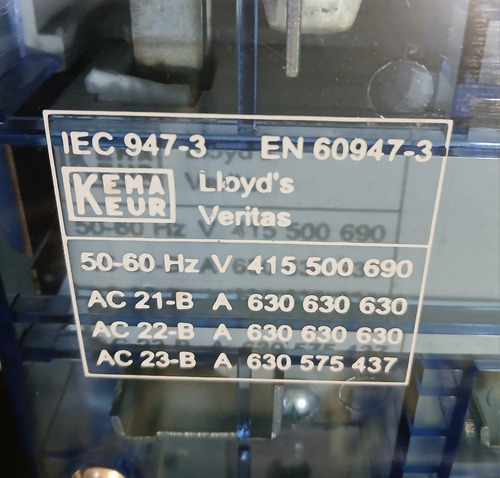 IEC 947-3 EN 60947-3
KEMA KEUR Lloyd's
Veritas
50-60 Hz V 415 500 690
AC 21-B A 630 630 630
AC 22-B A 630 630 630
AC 23-B A 630 575 437